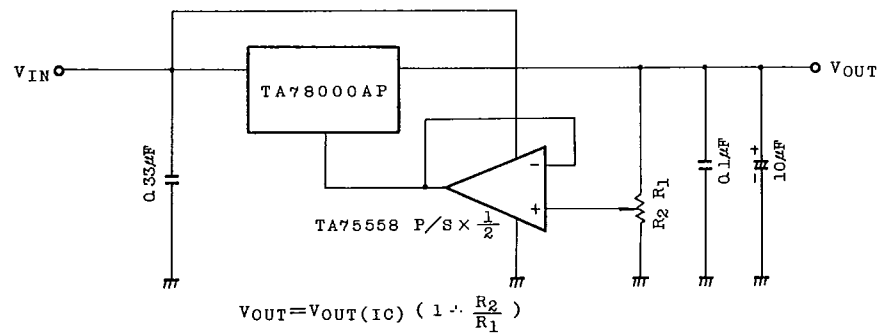 VIN
TA78000AP
VOUT
0.33μF
-
+
TA75558 P/S × 1/2
R1
R2
0.1μF
+
-
10μF
VOUT=VOUT(IC) (1 + R2/R1)